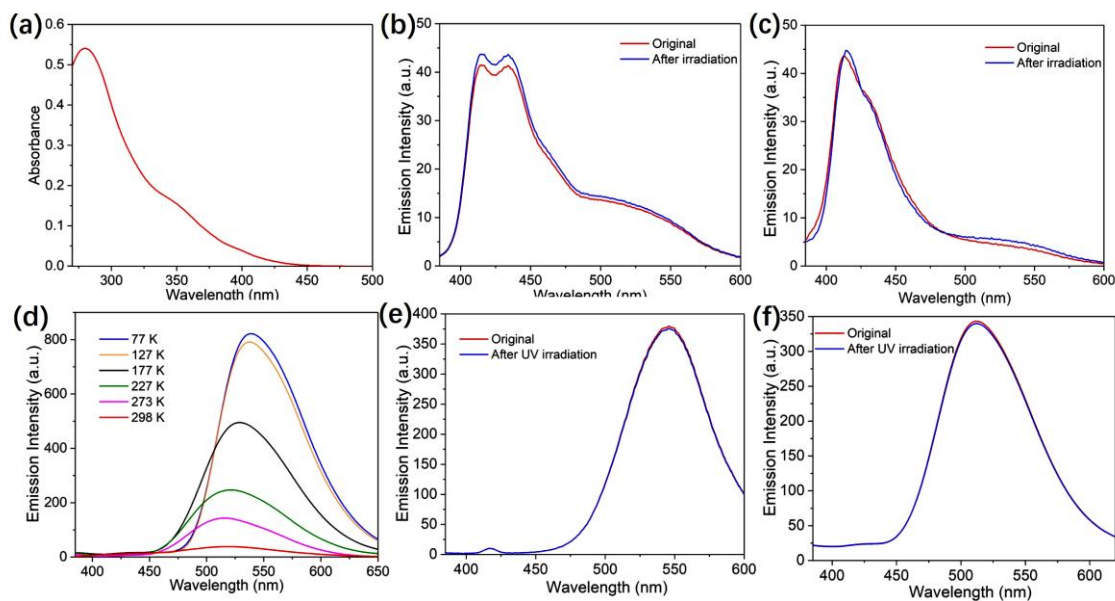 (a)
0.6
0.5
0.4
0.3
0.2
0.1
0.0
Absorbance
300
350
400
450
500
Wavelength (nm)
(b)
50
40
30
20
10
0
Emission Intensity (a.u.)
Original
After irradiation
400
450
500
550
600
Wavelength (nm)
(c)
50
40
30
20
10
0
Emission Intensity (a.u.)
Original
After irradiation
400
450
500
550
600
Wavelength (nm)
(d)
800
600
400
200
0
Emission Intensity (a.u.)
77 K
127 K
177 K
227 K
273 K
298 K
400
450
500
550
600
650
Wavelength (nm)
(e)
400
350
300
250
200
150
100
50
0
Emission Intensity (a.u.)
Original
After UV irradiation
400
450
500
550
600
Wavelength (nm)
(f)
350
300
250
200
150
100
50
0
Emission Intensity (a.u.)
Original
After UV irradiation
400
450
500
550
600
Wavelength (nm)